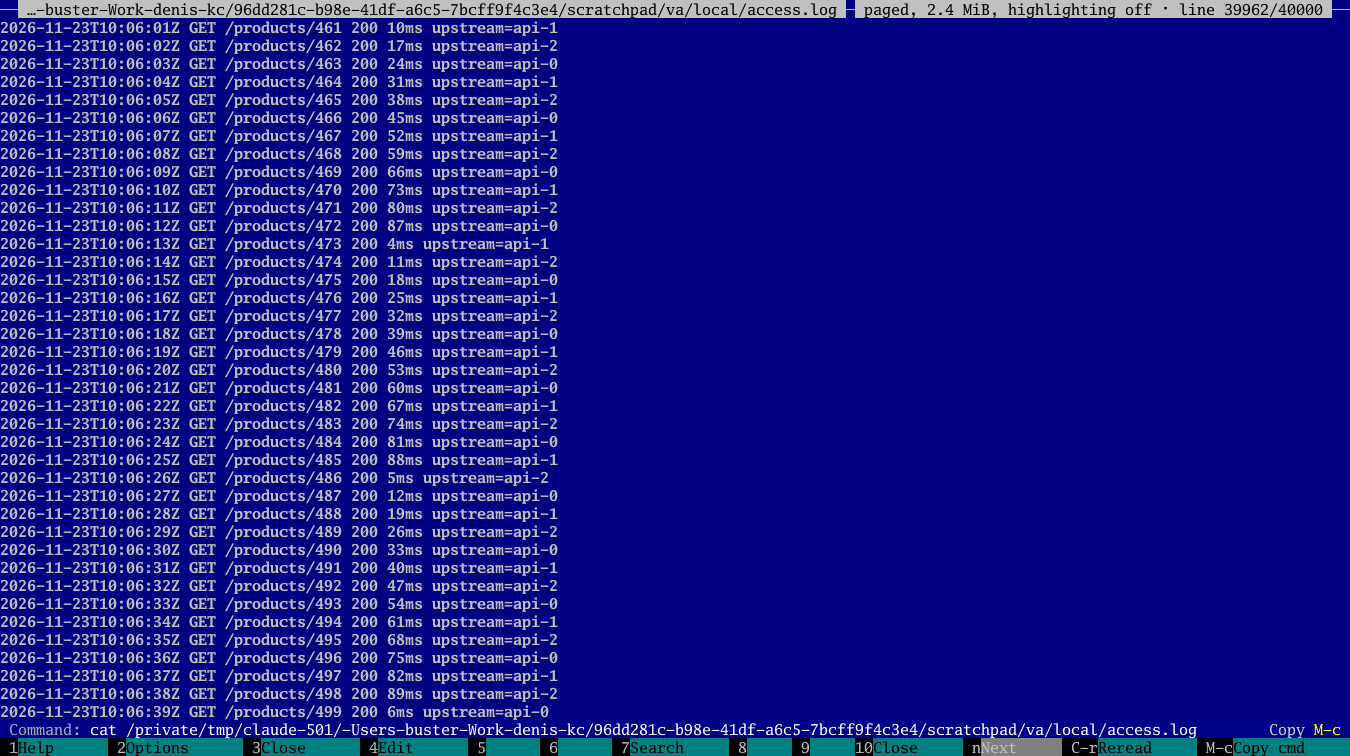 …-buster-Work-denis-kc/96dd281c-b98e-41df-a6c5-7bcff9f4c3e4/scratchpad/va/local/access.log paged, 2.4 MiB, highlighting off · line 39962/40000
2026-11-23T10:06:01Z GET /products/461 200 10ms upstream=api-1
2026-11-23T10:06:02Z GET /products/462 200 17ms upstream=api-2
2026-11-23T10:06:03Z GET /products/463 200 24ms upstream=api-0
2026-11-23T10:06:04Z GET /products/464 200 31ms upstream=api-1
2026-11-23T10:06:05Z GET /products/465 200 38ms upstream=api-2
2026-11-23T10:06:06Z GET /products/466 200 45ms upstream=api-0
2026-11-23T10:06:07Z GET /products/467 200 52ms upstream=api-1
2026-11-23T10:06:08Z GET /products/468 200 59ms upstream=api-2
2026-11-23T10:06:09Z GET /products/469 200 66ms upstream=api-0
2026-11-23T10:06:10Z GET /products/470 200 73ms upstream=api-1
2026-11-23T10:06:11Z GET /products/471 200 80ms upstream=api-2
2026-11-23T10:06:12Z GET /products/472 200 87ms upstream=api-0
2026-11-23T10:06:13Z GET /products/473 200 4ms upstream=api-1
2026-11-23T10:06:14Z GET /products/474 200 11ms upstream=api-2
2026-11-23T10:06:15Z GET /products/475 200 18ms upstream=api-0
2026-11-23T10:06:16Z GET /products/476 200 25ms upstream=api-1
2026-11-23T10:06:17Z GET /products/477 200 32ms upstream=api-2
2026-11-23T10:06:18Z GET /products/478 200 39ms upstream=api-0
2026-11-23T10:06:19Z GET /products/479 200 46ms upstream=api-1
2026-11-23T10:06:20Z GET /products/480 200 53ms upstream=api-2
2026-11-23T10:06:21Z GET /products/481 200 60ms upstream=api-0
2026-11-23T10:06:22Z GET /products/482 200 67ms upstream=api-1
2026-11-23T10:06:23Z GET /products/483 200 74ms upstream=api-2
2026-11-23T10:06:24Z GET /products/484 200 81ms upstream=api-0
2026-11-23T10:06:25Z GET /products/485 200 88ms upstream=api-1
2026-11-23T10:06:26Z GET /products/486 200 5ms upstream=api-2
2026-11-23T10:06:27Z GET /products/487 200 12ms upstream=api-0
2026-11-23T10:06:28Z GET /products/488 200 19ms upstream=api-1
2026-11-23T10:06:29Z GET /products/489 200 26ms upstream=api-2
2026-11-23T10:06:30Z GET /products/490 200 33ms upstream=api-0
2026-11-23T10:06:31Z GET /products/491 200 40ms upstream=api-1
2026-11-23T10:06:32Z GET /products/492 200 47ms upstream=api-2
2026-11-23T10:06:33Z GET /products/493 200 54ms upstream=api-0
2026-11-23T10:06:34Z GET /products/494 200 61ms upstream=api-1
2026-11-23T10:06:35Z GET /products/495 200 68ms upstream=api-2
2026-11-23T10:06:36Z GET /products/496 200 75ms upstream=api-0
2026-11-23T10:06:37Z GET /products/497 200 82ms upstream=api-1
2026-11-23T10:06:38Z GET /products/498 200 89ms upstream=api-2
2026-11-23T10:06:39Z GET /products/499 200 6ms upstream=api-0
Command: cat /private/tmp/claude-501/-Users-buster-Work-denis-kc/96dd281c-b98e-41df-a6c5-7bcff9f4c3e4/scratchpad/va/local/access.log Copy M-c
1Help 2Options 3Close 4Edit 5 6 7Search 8 9 10Close nNext C-rReread M-cCopy cmd